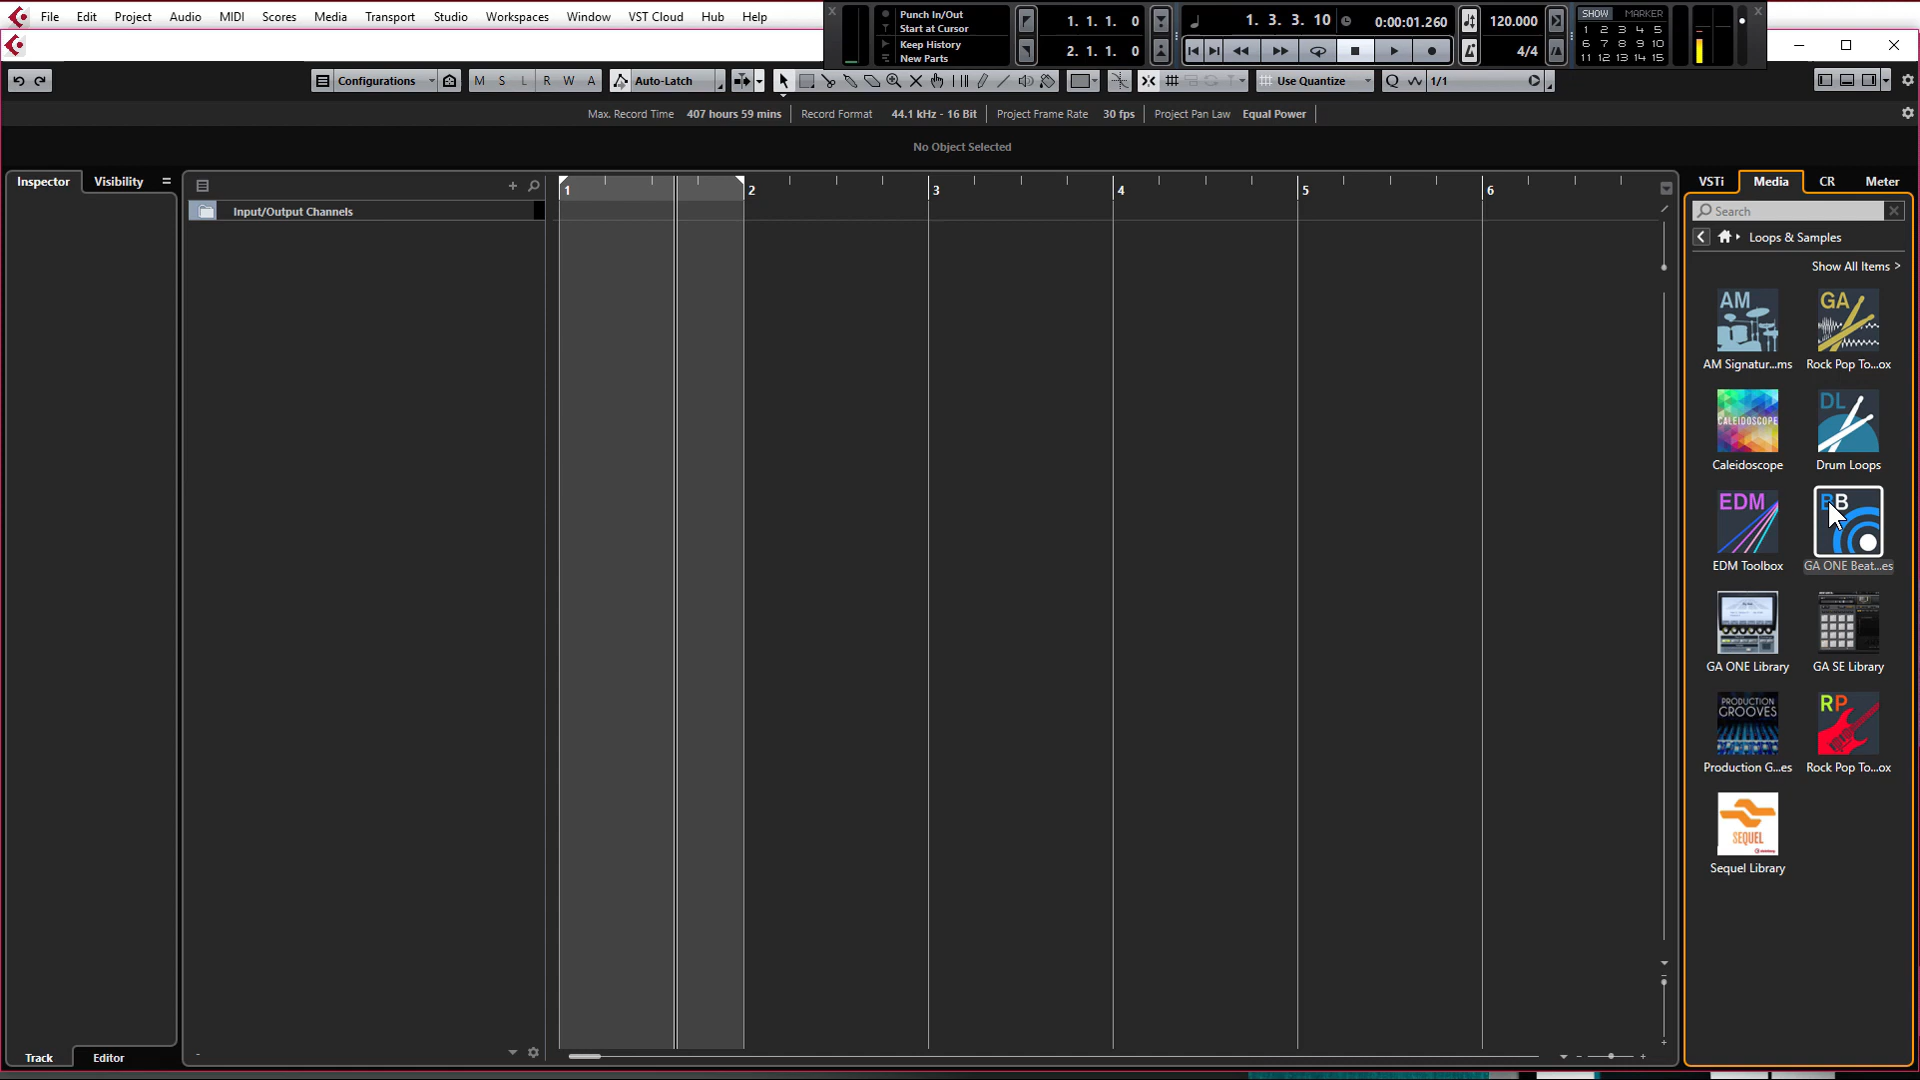 File Edit Project Audio MIDI Scores Media Transport Studio Workspaces Window VST Cloud Hub Help
Punch In/Out
Start at Cursor
Keep History
New Parts
1. 1. 1. 0
2. 1. 1. 0
1. 3. 3. 10 0:00:01.260
120.000
4/4
SHOW MARKER
1 2 3 4 5
6 7 8 9 10
11 12 13 14 15
Configurations M S L R W A Auto-Latch Use Quantize Q 1/1
Max. Record Time 407 hours 59 mins Record Format 44.1 kHz - 16 Bit Project Frame Rate 30 fps Project Pan Law Equal Power
No Object Selected
Inspector Visibility
1 2 3 4 5 6
VSTi Media CR Meter
Input/Output Channels
Search
Loops & Samples
Show All Items >
AM GA
AM Signatur...ms Rock Pop To...ox
CALEIDOSCOPE DL
Caleidoscope Drum Loops
EDM BB
EDM Toolbox GA ONE Beat...es
GA ONE Library GA SE Library
PRODUCTION GROOVES RP
Production G...es Rock Pop To...ox
SEQUEL
Sequel Library
Track Editor